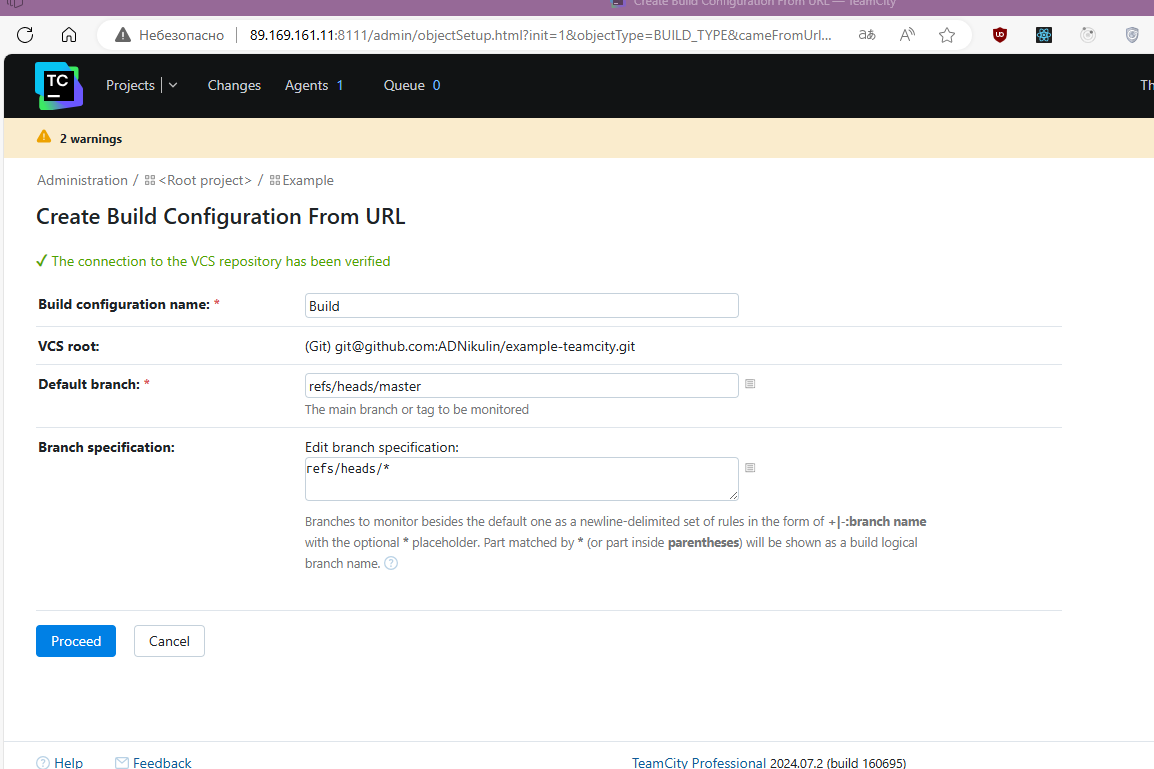 Create Build Configuration From URL — TeamCity
Небезопасно 89.169.161.11:8111/admin/objectSetup.html?init=1&objectType=BUILD_TYPE&cameFromUrl...
TC Projects Changes Agents 1 Queue 0 Th
2 warnings
Administration / <Root project> / Example
Create Build Configuration From URL
The connection to the VCS repository has been verified
Build configuration name: * Build
VCS root: (Git) git@github.com:ADNikulin/example-teamcity.git
Default branch: * refs/heads/master
The main branch or tag to be monitored
Branch specification: Edit branch specification:
refs/heads/*
Branches to monitor besides the default one as a newline-delimited set of rules in the form of +|-:branch name
with the optional * placeholder. Part matched by * (or part inside parentheses) will be shown as a build logical
branch name. ?
Proceed Cancel
? Help Feedback TeamCity Professional 2024.07.2 (build 160695)